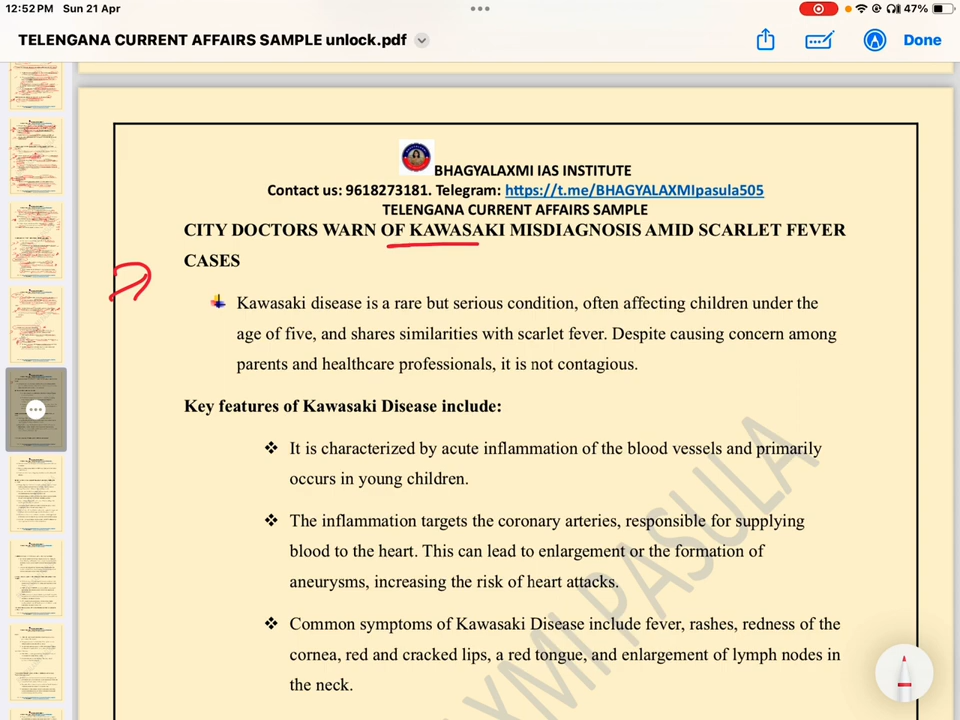 12:52 PM Sun 21 Apr
47%
TELENGANA CURRENT AFFAIRS SAMPLE unlock.pdf
Done
BHAGYALAXMI IAS INSTITUTE
Contact us: 9618273181. Telegram: https://t.me/BHAGYALAXMIpasula505
TELENGANA CURRENT AFFAIRS SAMPLE
CITY DOCTORS WARN OF KAWASAKI MISDIAGNOSIS AMID SCARLET FEVER
CASES
Kawasaki disease is a rare but serious condition, often affecting children under the
age of five, and shares similarities with scarlet fever. Despite causing concern among
parents and healthcare professionals, it is not contagious.
Key features of Kawasaki Disease include:
❖ It is characterized by acute inflammation of the blood vessels and primarily
occurs in young children.
❖ The inflammation targets the coronary arteries, responsible for supplying
blood to the heart. This can lead to enlargement or the formation of
aneurysms, increasing the risk of heart attacks.
❖ Common symptoms of Kawasaki Disease include fever, rashes, redness of the
cornea, red and cracked lips, a red tongue, and enlargement of lymph nodes in
the neck.
PASULA